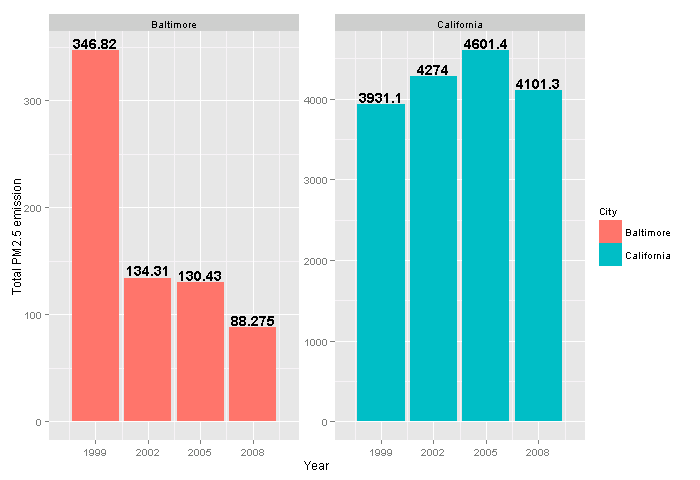 Baltimore
California
346.82
134.31
130.43
88.275
3931.1
4274
4601.4
4101.3
300
200
100
0
4000
3000
2000
1000
0
1999 2002 2005 2008
1999 2002 2005 2008
Total PM2.5 emission
Year
City
Baltimore
California